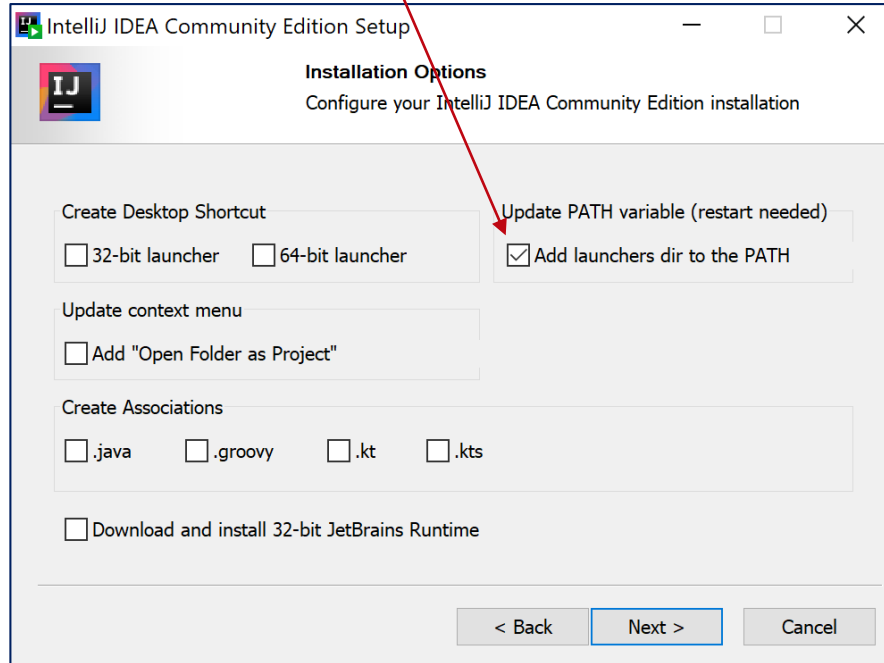 IntelliJ IDEA Community Edition Setup
Installation Options
Configure your IntelliJ IDEA Community Edition installation
IJ
Create Desktop Shortcut
32-bit launcher 64-bit launcher
Update PATH variable (restart needed)
Add launchers dir to the PATH
Update context menu
Add "Open Folder as Project"
Create Associations
.java .groovy .kt .kts
Download and install 32-bit JetBrains Runtime
< Back Next > Cancel